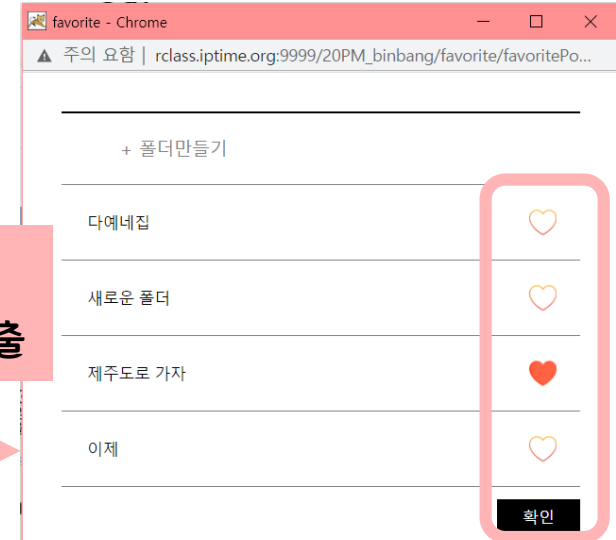 favorite - Chrome
주의 요함 | rclass.iptime.org:9999/20PM_binbang/favorite/favoritePo...
+ 폴더만들기
다예네집
새로운 폴더
출
제주도로 가자
이제
확인